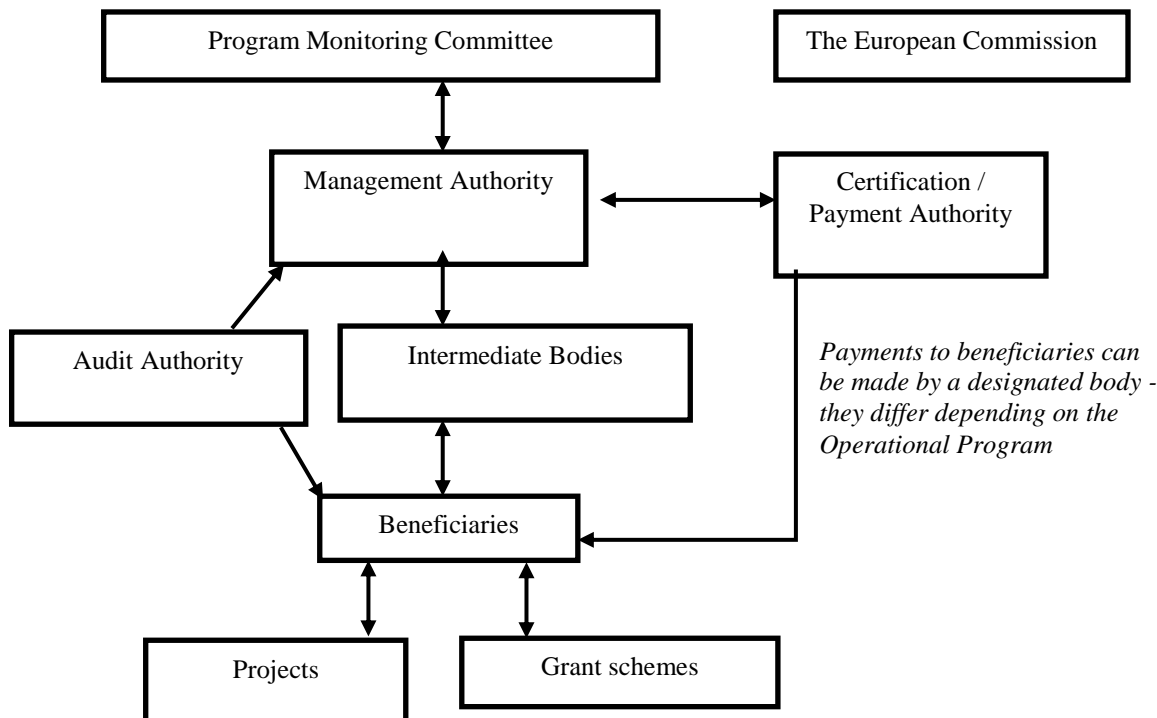 Program Monitoring Committee
The European Commission
Management Authority
Certification /
Payment Authority
Audit Authority
Intermediate Bodies
Payments to beneficiaries can
be made by a designated body -
they differ depending on the
Operational Program
Beneficiaries
Projects
Grant schemes